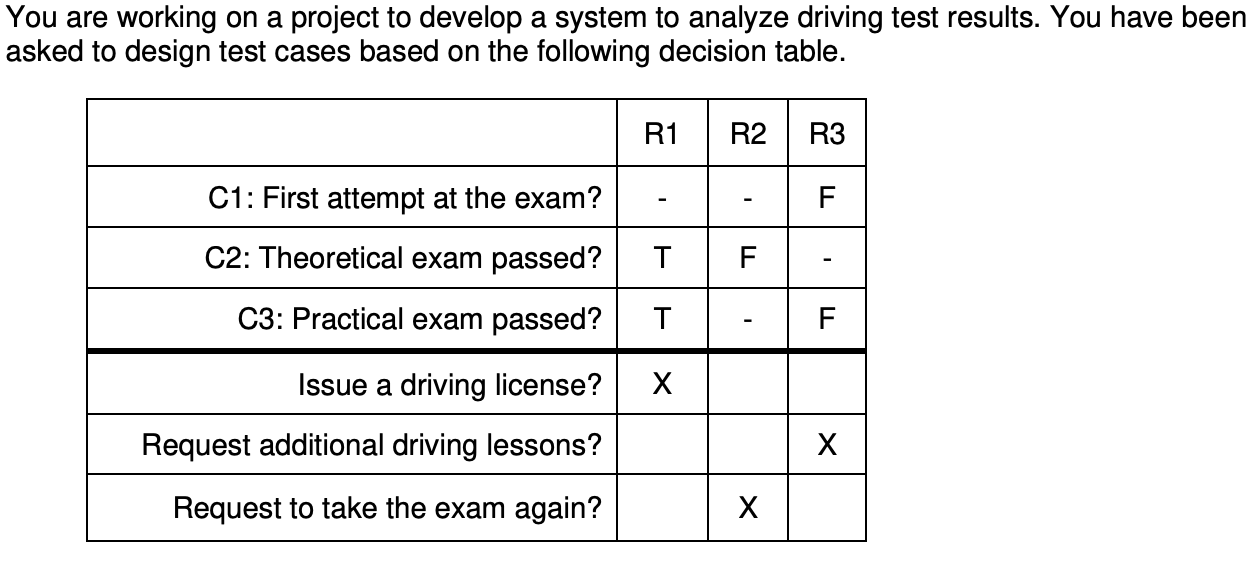 You are working on a project to develop a system to analyze driving test results. You have been
asked to design test cases based on the following decision table.
R1 R2 R3
C1: First attempt at the exam? - - F
C2: Theoretical exam passed? T F -
C3: Practical exam passed? T - F
Issue a driving license? X
Request additional driving lessons? X
Request to take the exam again? X